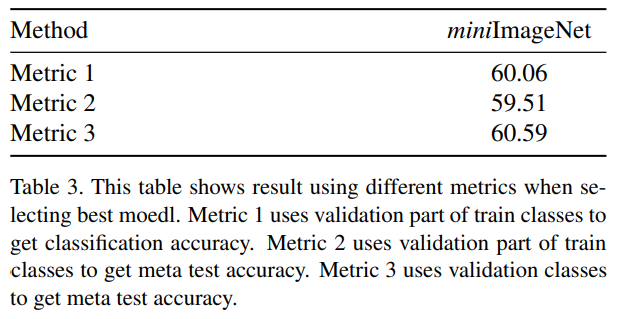 Method miniImageNet
Metric 1 60.06
Metric 2 59.51
Metric 3 60.59
Table 3. This table shows result using different metrics when se-
lecting best moedl. Metric 1 uses validation part of train classes to
get classification accuracy. Metric 2 uses validation part of train
classes to get meta test accuracy. Metric 3 uses validation classes
to get meta test accuracy.